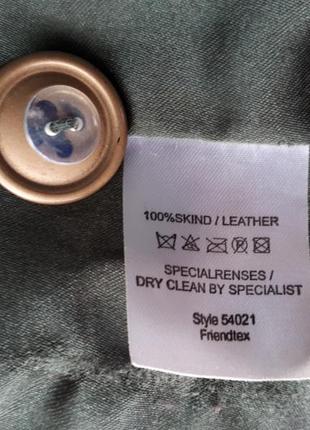 100%SKIND / LEATHER
SPECIALRENSES /
DRY CLEAN BY SPECIALIST
Style 54021
Friendtex